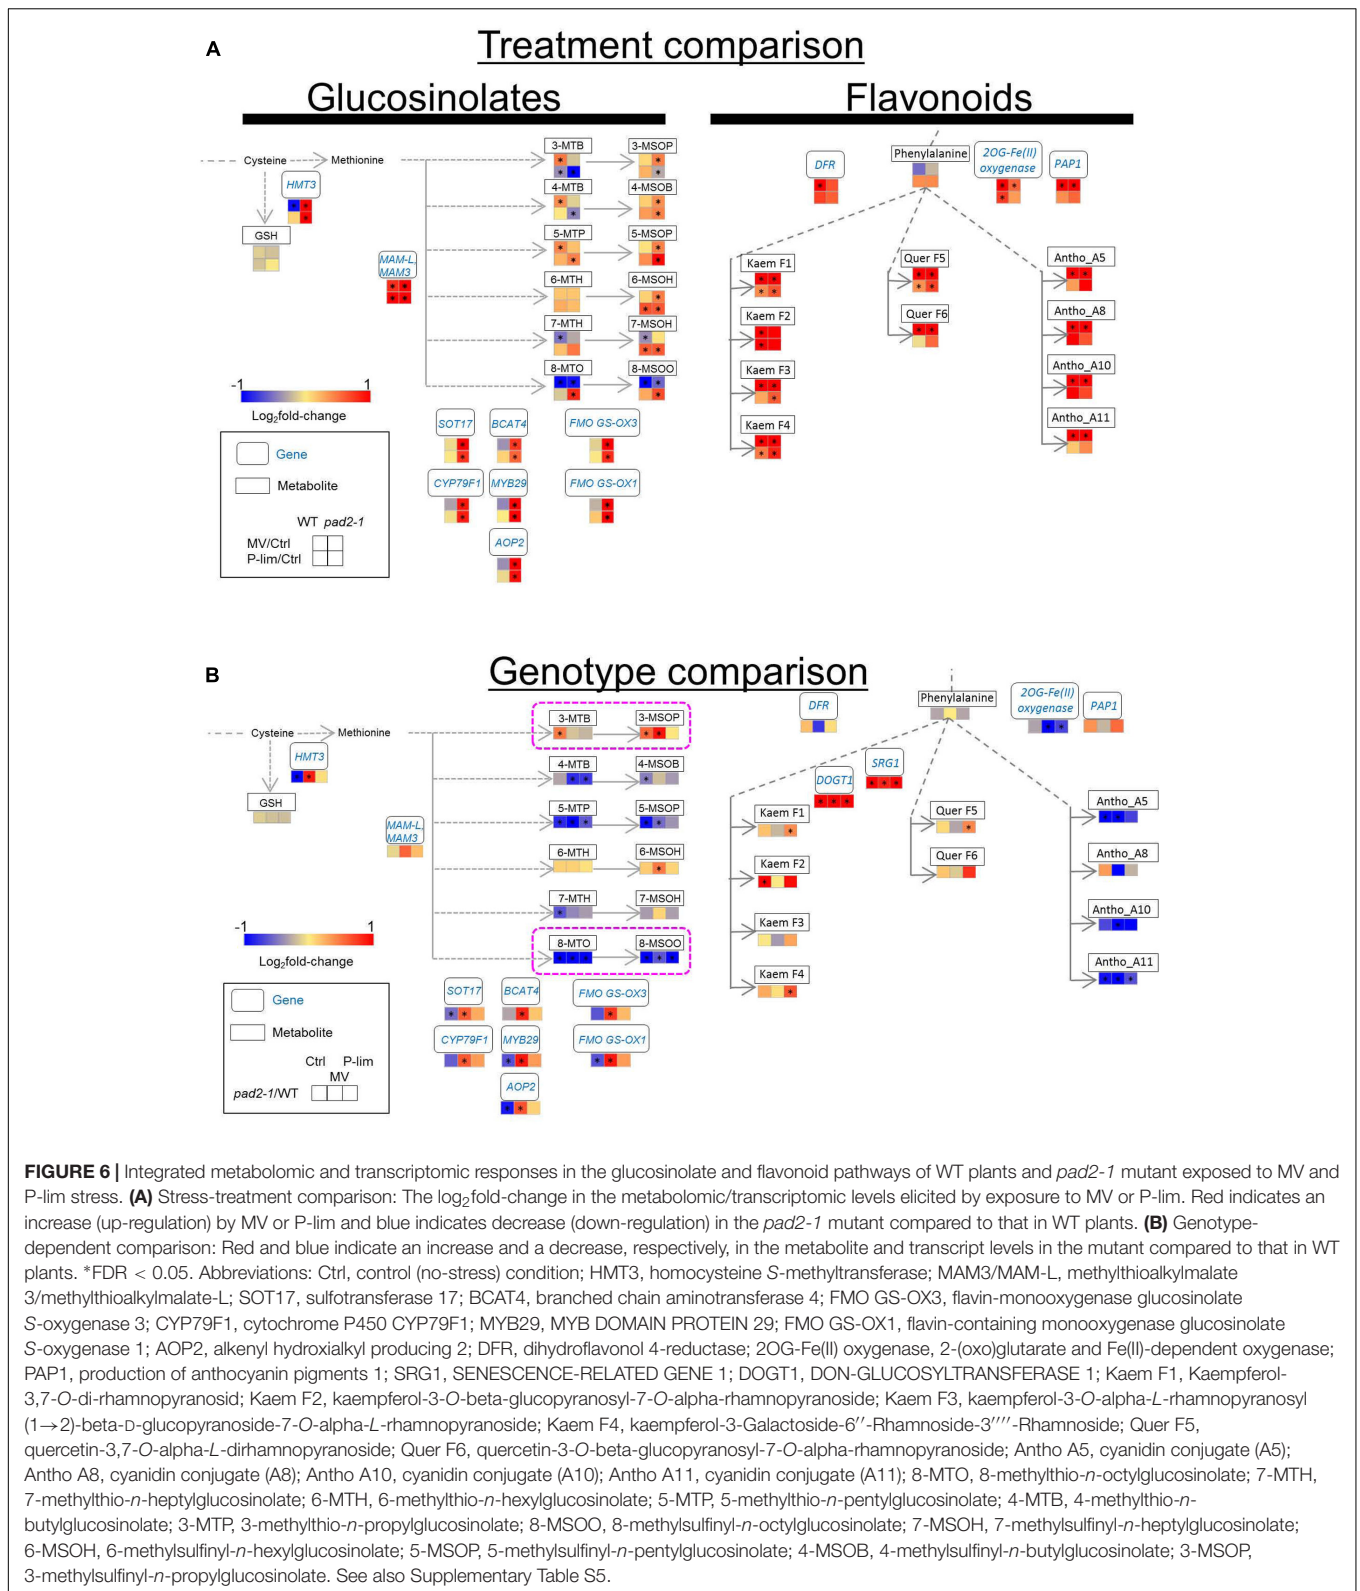 A
Treatment comparison
Glucosinolates
Flavonoids
Cysteine
Methionine
HMT3
GSH
MAM-L,
MAM3
3-MTB
3-MSOP
4-MTB
4-MSOB
5-MTP
5-MSOP
6-MTH
6-MSOH
7-MTH
7-MSOH
8-MTO
8-MSOO
SOT17
BCAT4
FMO GS-OX3
CYP79F1
MYB29
FMO GS-OX1
AOP2
-1
1
Log2fold-change
Gene
Metabolite
WT pad2-1
MV/Ctrl
P-lim/Ctrl
DFR
Phenylalanine
2OG-Fe(II)
oxygenase
PAP1
Kaem F1
Kaem F2
Kaem F3
Kaem F4
Quer F5
Quer F6
Antho_A5
Antho_A8
Antho_A10
Antho_A11
B
Genotype comparison
Cysteine
Methionine
HMT3
GSH
MAM-L,
MAM3
3-MTB
3-MSOP
4-MTB
4-MSOB
5-MTP
5-MSOP
6-MTH
6-MSOH
7-MTH
7-MSOH
8-MTO
8-MSOO
SOT17
BCAT4
FMO GS-OX3
CYP79F1
MYB29
FMO GS-OX1
AOP2
-1
1
Log2fold-change
Gene
Metabolite
Ctrl P-lim
MV
pad2-1/WT
DFR
Phenylalanine
2OG-Fe(II)
oxygenase
PAP1
SRG1
DOGT1
Kaem F1
Kaem F2
Kaem F3
Kaem F4
Quer F5
Quer F6
Antho_A5
Antho_A8
Antho_A10
Antho_A11
FIGURE 6 | Integrated metabolomic and transcriptomic responses in the glucosinolate and flavonoid pathways of WT plants and pad2-1 mutant exposed to MV and
P-lim stress. (A) Stress-treatment comparison: The log2fold-change in the metabolomic/transcriptomic levels elicited by exposure to MV or P-lim. Red indicates an
increase (up-regulation) by MV or P-lim and blue indicates decrease (down-regulation) in the pad2-1 mutant compared to that in WT plants. (B) Genotype-
dependent comparison: Red and blue indicate an increase and a decrease, respectively, in the metabolite and transcript levels in the mutant compared to that in WT
plants. *FDR < 0.05. Abbreviations: Ctrl, control (no-stress) condition; HMT3, homocysteine S-methyltransferase; MAM3/MAM-L, methylthioalkylmalate
3/methylthioalkylmalate-L; SOT17, sulfotransferase 17; BCAT4, branched chain aminotransferase 4; FMO GS-OX3, flavin-monooxygenase glucosinolate
S-oxygenase 3; CYP79F1, cytochrome P450 CYP79F1; MYB29, MYB DOMAIN PROTEIN 29; FMO GS-OX1, flavin-containing monooxygenase glucosinolate
S-oxygenase 1; AOP2, alkenyl hydroxialkyl producing 2; DFR, dihydroflavonol 4-reductase; 2OG-Fe(II) oxygenase, 2-(oxo)glutarate and Fe(II)-dependent oxygenase;
PAP1, production of anthocyanin pigments 1; SRG1, SENESCENCE-RELATED GENE 1; DOGT1, DON-GLUCOSYLTRANSFERASE 1; Kaem F1, Kaempferol-
3,7-O-di-rhamnopyranosid; Kaem F2, kaempferol-3-O-beta-glucopyranosyl-7-O-alpha-rhamnopyranoside; Kaem F3, kaempferol-3-O-alpha-L-rhamnopyranosyl
(1→2)-beta-D-glucopyranoside-7-O-alpha-L-rhamnopyranoside; Kaem F4, kaempferol-3-Galactoside-6′′-Rhamnoside-3′′′′-Rhamnoside; Quer F5,
quercetin-3,7-O-alpha-L-dirhamnopyranoside; Quer F6, quercetin-3-O-beta-glucopyranosyl-7-O-alpha-rhamnopyranoside; Antho A5, cyanidin conjugate (A5);
Antho A8, cyanidin conjugate (A8); Antho A10, cyanidin conjugate (A10); Antho A11, cyanidin conjugate (A11); 8-MTO, 8-methylthio-n-octylglucosinolate; 7-MTH,
7-methylthio-n-heptylglucosinolate; 6-MTH, 6-methylthio-n-hexylglucosinolate; 5-MTP, 5-methylthio-n-pentylglucosinolate; 4-MTB, 4-methylthio-n-
butylglucosinolate; 3-MTP, 3-methylthio-n-propylglucosinolate; 8-MSOO, 8-methylsulfinyl-n-octylglucosinolate; 7-MSOH, 7-methylsulfinyl-n-heptylglucosinolate;
6-MSOH, 6-methylsulfinyl-n-hexylglucosinolate; 5-MSOP, 5-methylsulfinyl-n-pentylglucosinolate; 4-MSOB, 4-methylsulfinyl-n-butylglucosinolate; 3-MSOP,
3-methylsulfinyl-n-propylglucosinolate. See also Supplementary Table S5.